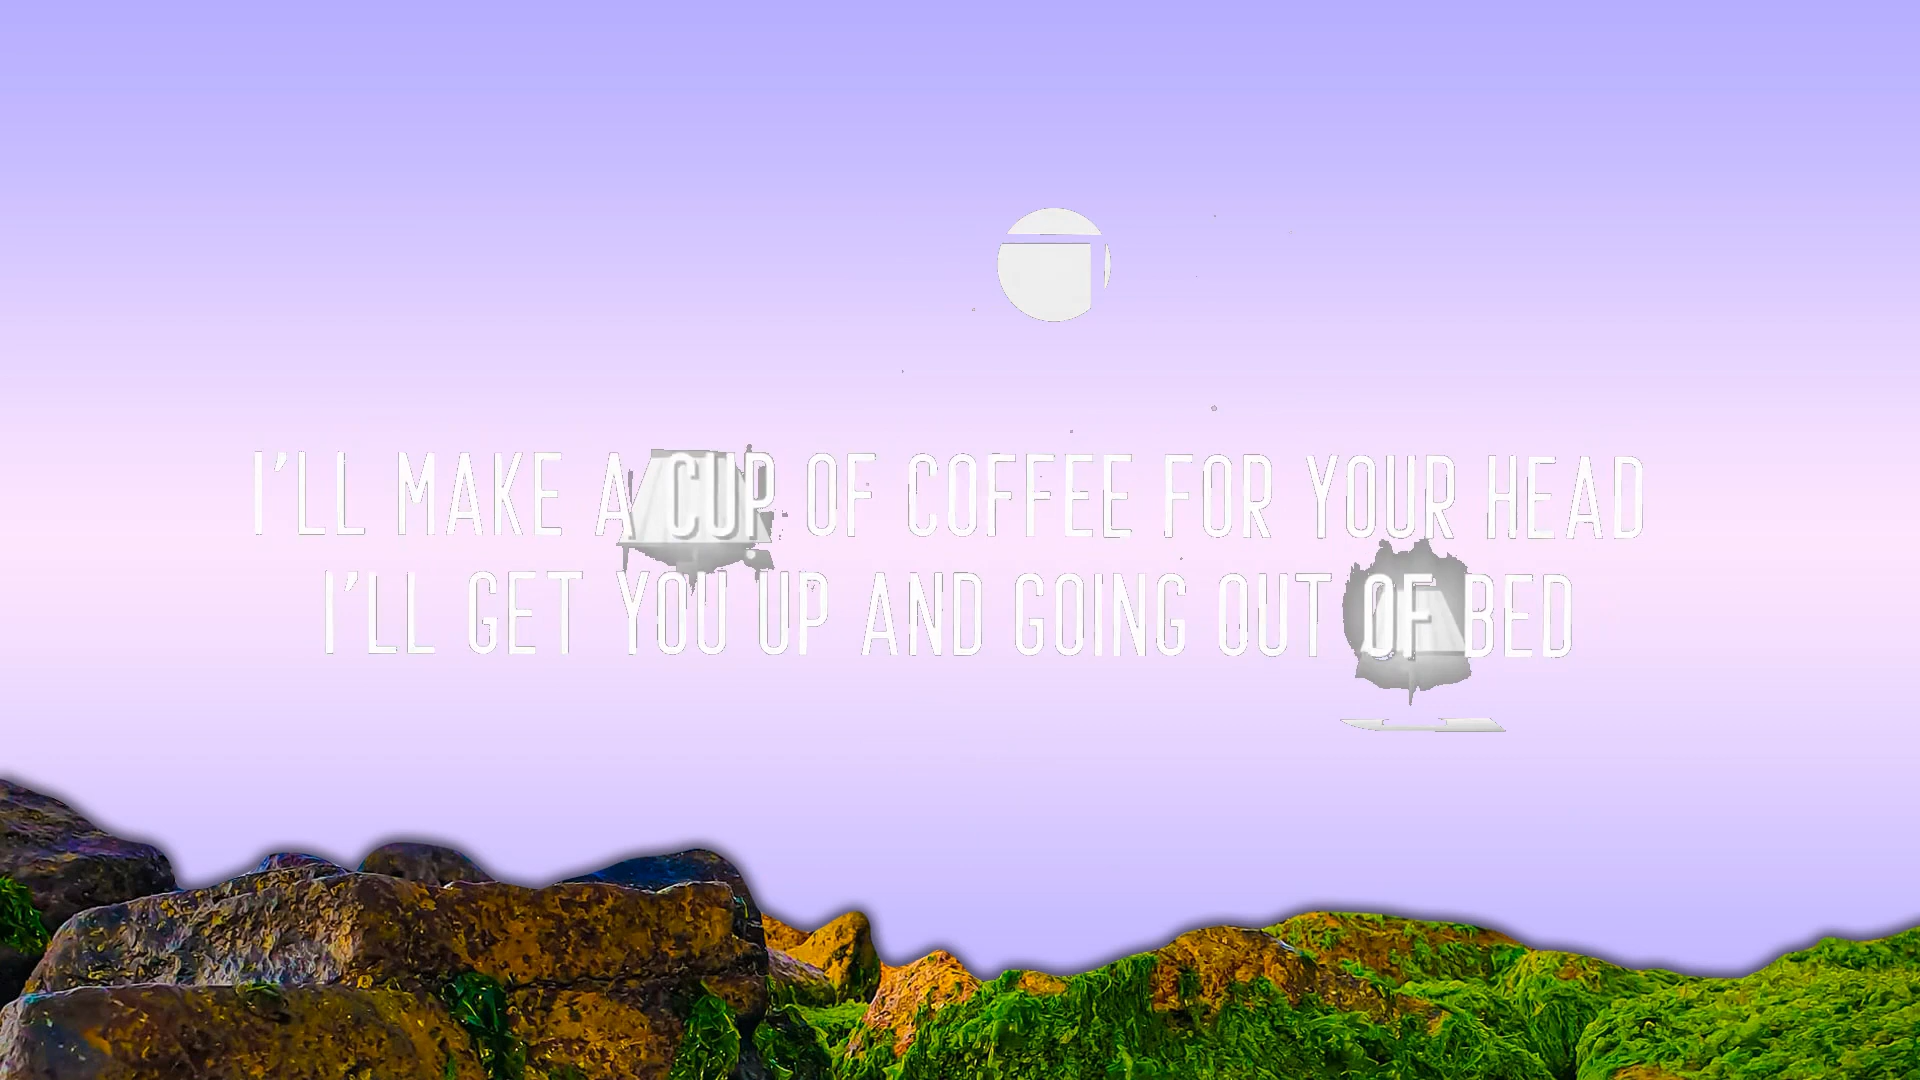 I'LL MAKE A CUP OF COFFEE FOR YOUR HEAD
I'LL GET YOU UP AND GOING OUT OF BED